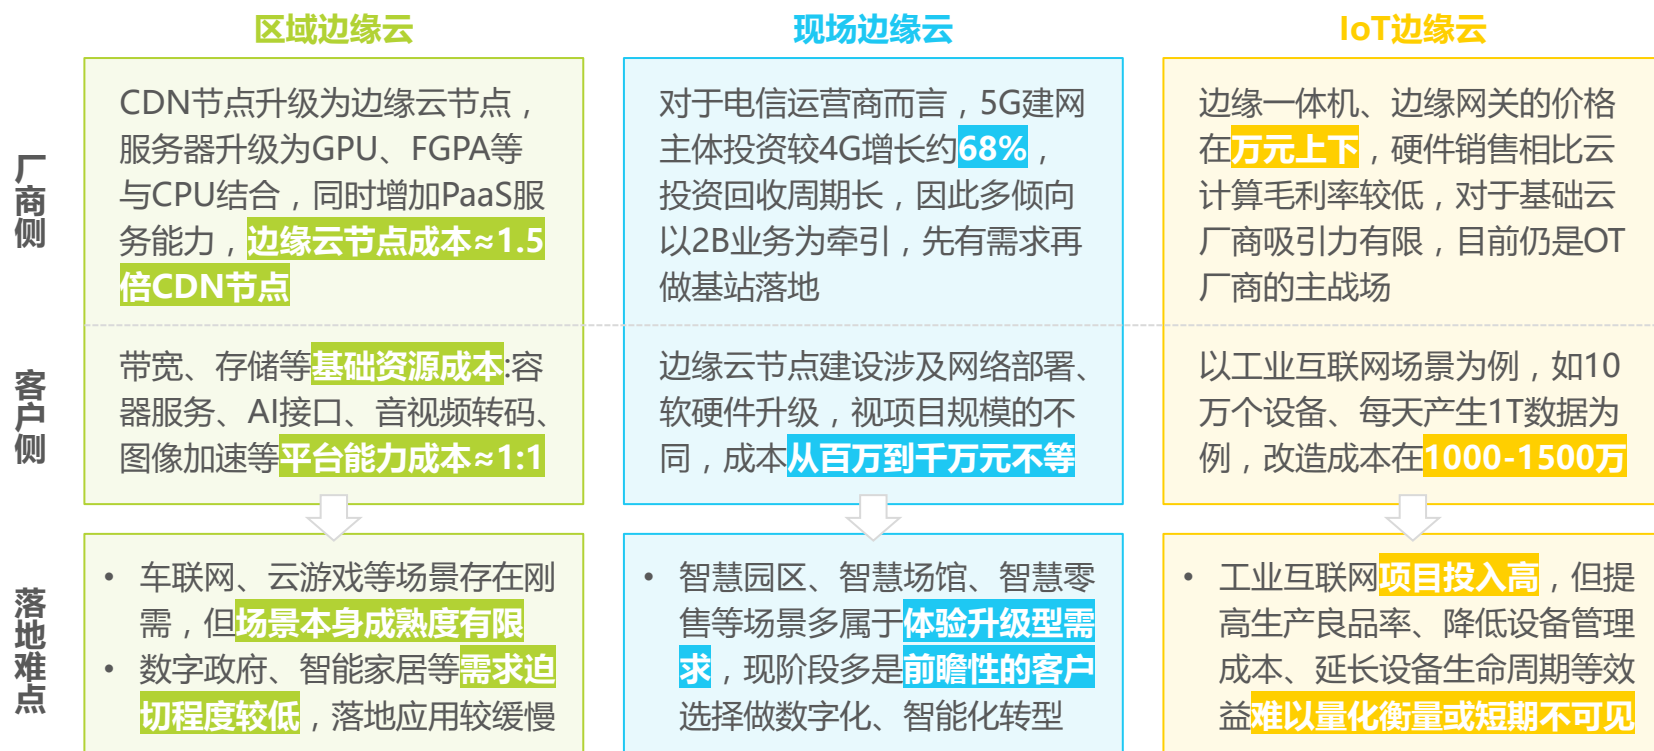 区域边缘云
现场边缘云
IoT边缘云
厂商侧
CDN节点升级为边缘云节点，
服务器升级为GPU、FGPA等
与CPU结合，同时增加PaaS服
务能力，边缘云节点成本≈1.5
倍CDN节点
对于电信运营商而言，5G建网
主体投资较4G增长约68%，
投资回收周期长，因此多倾向
以2B业务为牵引，先有需求再
做基站落地
边缘一体机、边缘网关的价格
在万元上下，硬件销售相比云
计算毛利率较低，对于基础云
厂商吸引力有限，目前仍是OT
厂商的主战场
客户侧
带宽、存储等基础资源成本:容
器服务、AI接口、音视频转码、
图像加速等平台能力成本≈1:1
边缘云节点建设涉及网络部署、
软硬件升级，视项目规模的不
同，成本从百万到千万元不等
以工业互联网场景为例，如10
万个设备、每天产生1T数据为
例，改造成本在1000-1500万
落地难点
• 车联网、云游戏等场景存在刚
需，但场景本身成熟度有限
• 数字政府、智能家居等需求迫
切程度较低，落地应用较缓慢
• 智慧园区、智慧场馆、智慧零
售等场景多属于体验升级型需
求，现阶段多是前瞻性的客户
选择做数字化、智能化转型
• 工业互联网项目投入高，但提
高生产良品率、降低设备管理
成本、延长设备生命周期等效
益难以量化衡量或短期不可见